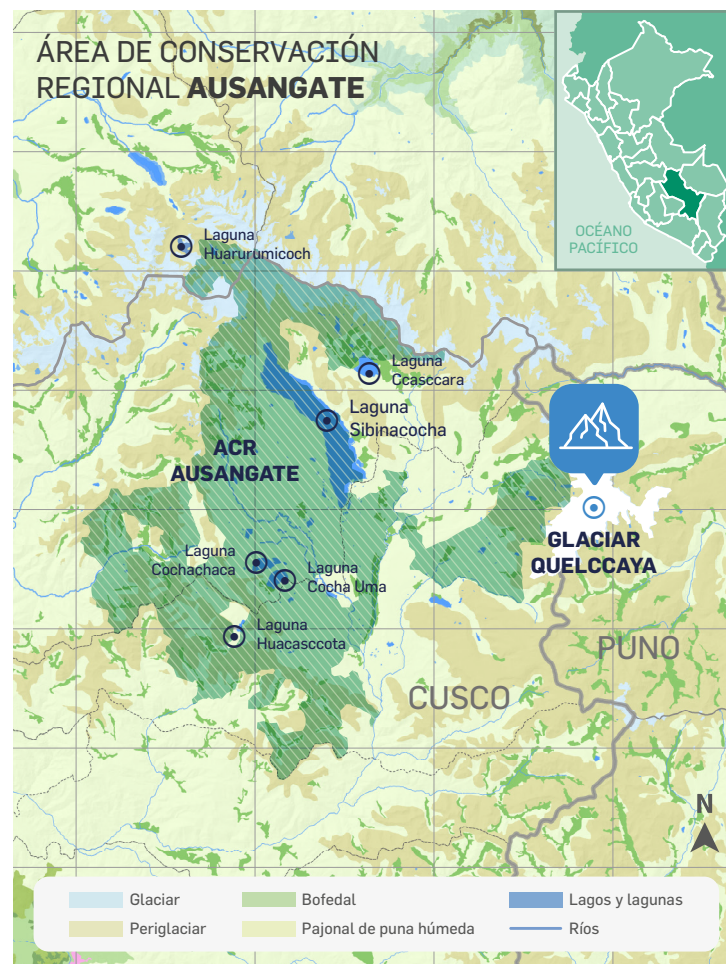 ÁREA DE CONSERVACIÓN
REGIONAL AUSANGATE
OCÉANO
PACÍFICO
Laguna
Huarurumicoch
Laguna
Ccasccara
Laguna
Sibinacocha
ACR
AUSANGATE
GLACIAR
QUELCCAYA
Laguna
Cochachaca
Laguna
Cocha Uma
Laguna
Huacasccota
PUNO
CUSCO
N
Glaciar
Bofedal
Lagos y lagunas
Periglaciar
Pajonal de puna húmeda
Ríos